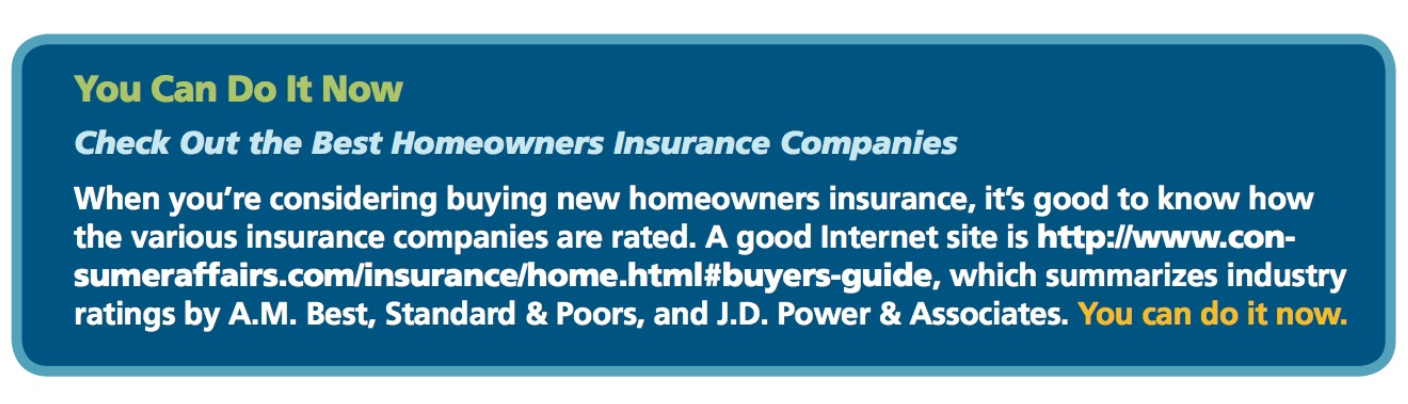 You Can Do It Now
Check Out the Best Homeowners Insurance Companies
When you’re considering buying new homeowners insurance, it’s good to know how
the various insurance companies are rated. A good Internet site is http://www.con-
sumeraffairs.com/insurance/home.html#buyers-guide, which summarizes industry
ratings by A.M. Best, Standard & Poors, and J.D. Power & Associates. You can do it now.